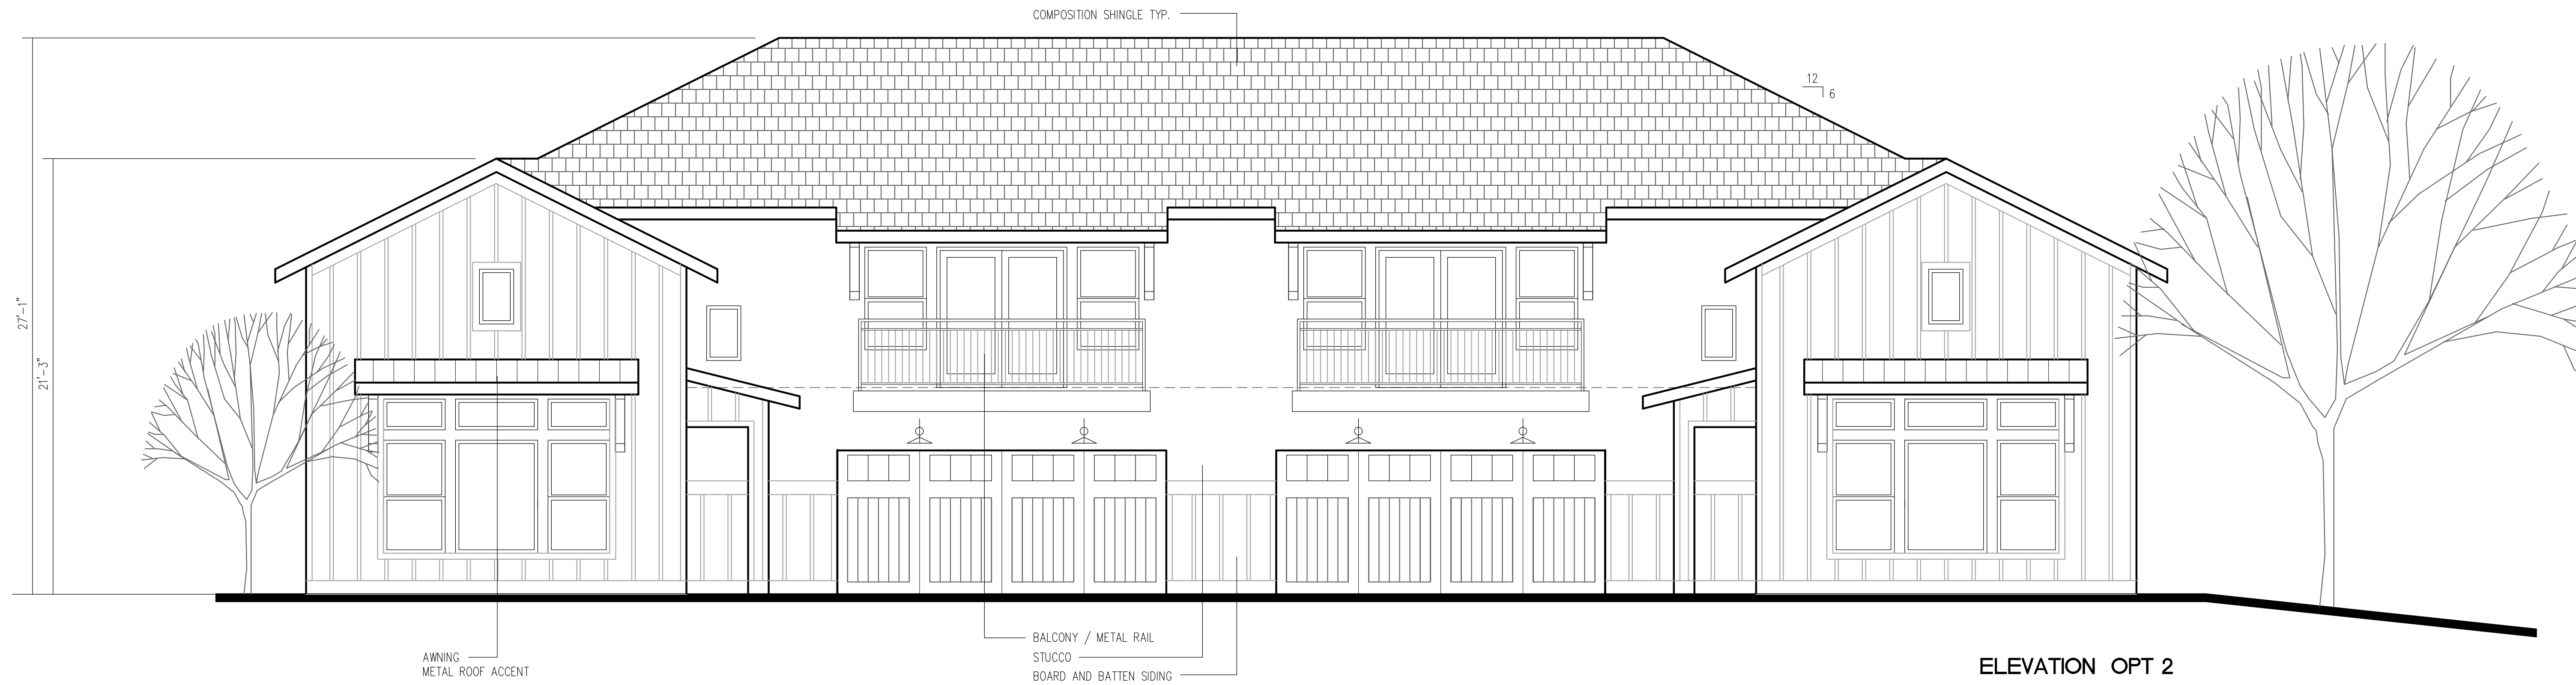 COMPOSITION SHINGLE TYP.
12
6
27'-1"
21'-3"
BALCONY / METAL RAIL
AWNING
STUCCO
METAL ROOF ACCENT
BOARD AND BATTEN SIDING
ELEVATION OPT 2